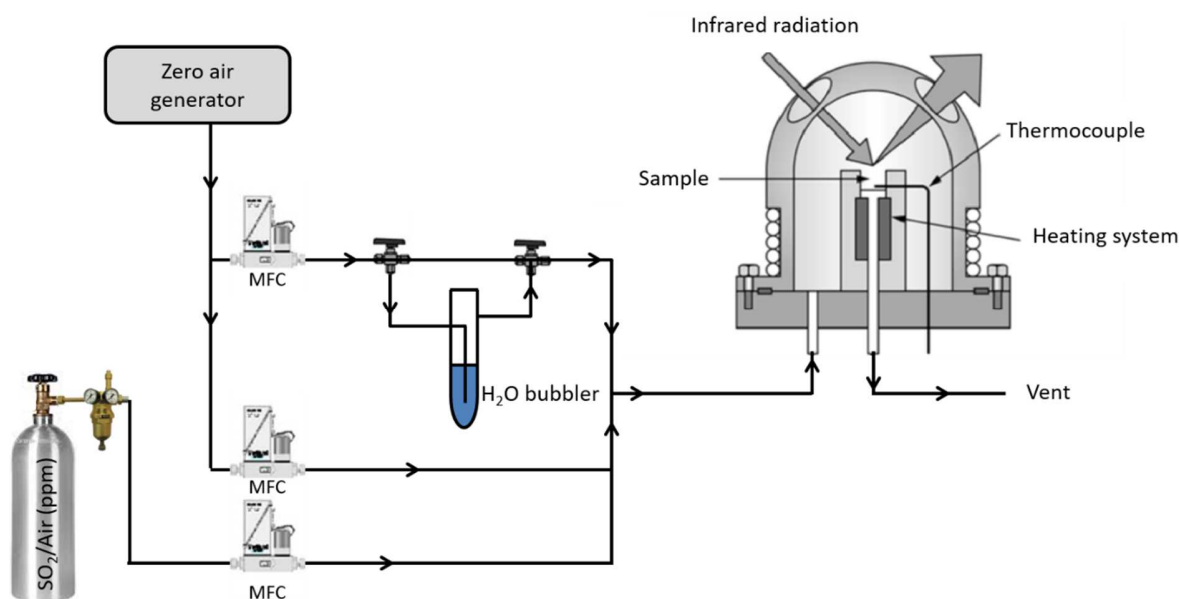 Infrared radiation
Zero air
generator
Thermocouple
Sample
Heating system
MFC
H₂O bubbler
Vent
MFC
SO₂/Air (ppm)
MFC